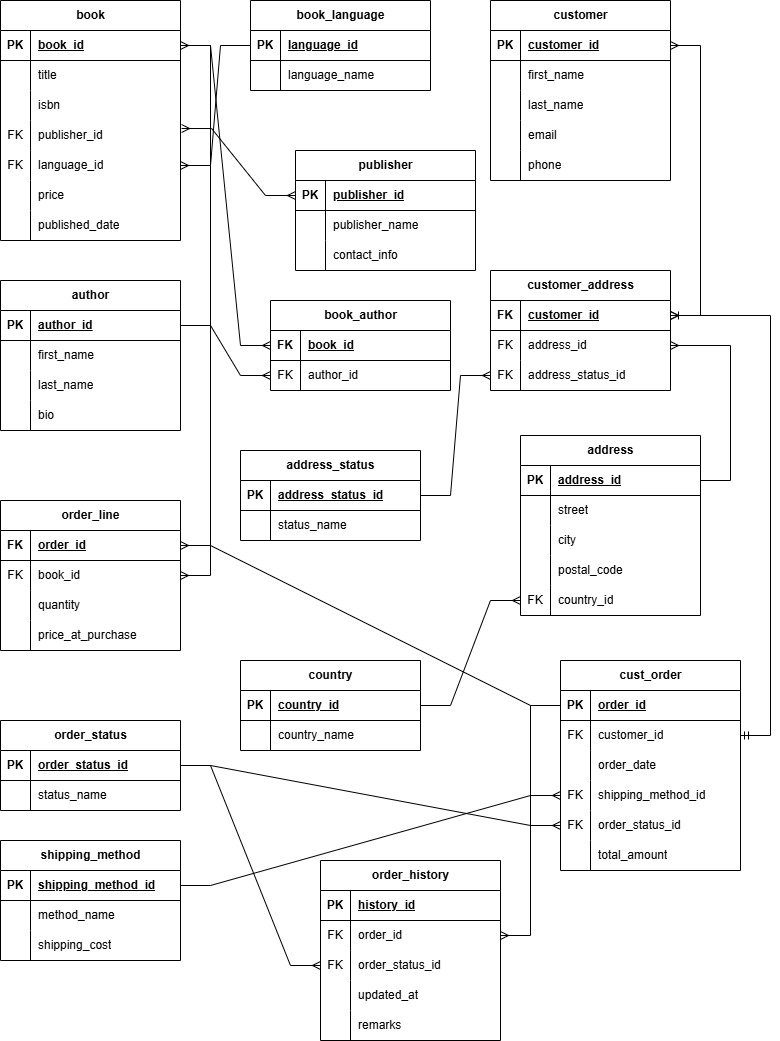 book
PK book_id
title
isbn
FK publisher_id
FK language_id
price
published_date
book_language
PK language_id
language_name
customer
PK customer_id
first_name
last_name
email
phone
publisher
PK publisher_id
publisher_name
contact_info
author
PK author_id
first_name
last_name
bio
book_author
FK book_id
FK author_id
customer_address
FK customer_id
FK address_id
FK address_status_id
address_status
PK address_status_id
status_name
address
PK address_id
street
city
postal_code
FK country_id
order_line
FK order_id
FK book_id
quantity
price_at_purchase
country
PK country_id
country_name
cust_order
PK order_id
FK customer_id
order_date
FK shipping_method_id
FK order_status_id
total_amount
order_status
PK order_status_id
status_name
shipping_method
PK shipping_method_id
method_name
shipping_cost
order_history
PK history_id
FK order_id
FK order_status_id
updated_at
remarks